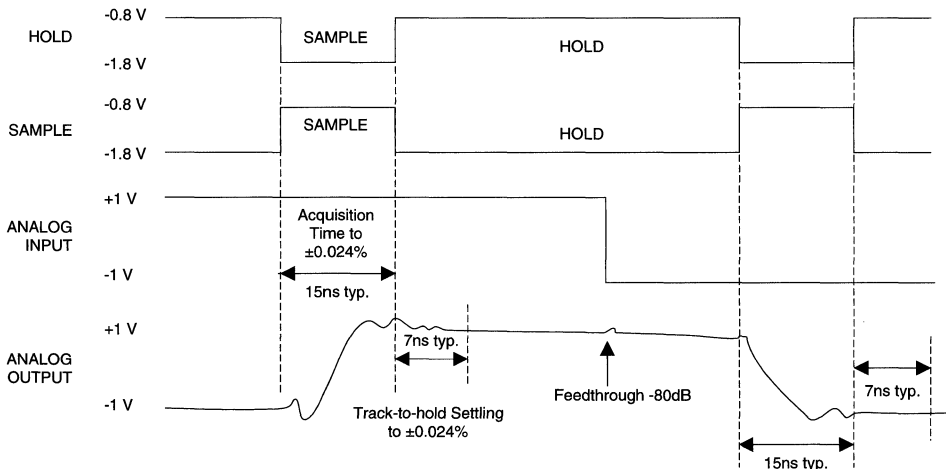 -0.8 V
HOLD
SAMPLE
HOLD
-1.8 V
-0.8 V
SAMPLE
SAMPLE
HOLD
-1.8 V
+1 V
ANALOG
INPUT
Acquisition
Time to
±0.024%
-1 V
15ns typ.
+1 V
ANALOG
OUTPUT
7ns typ.
-1 V
Track-to-hold Settling
to ±0.024%
Feedthrough -80dB
7ns typ.
15ns typ.